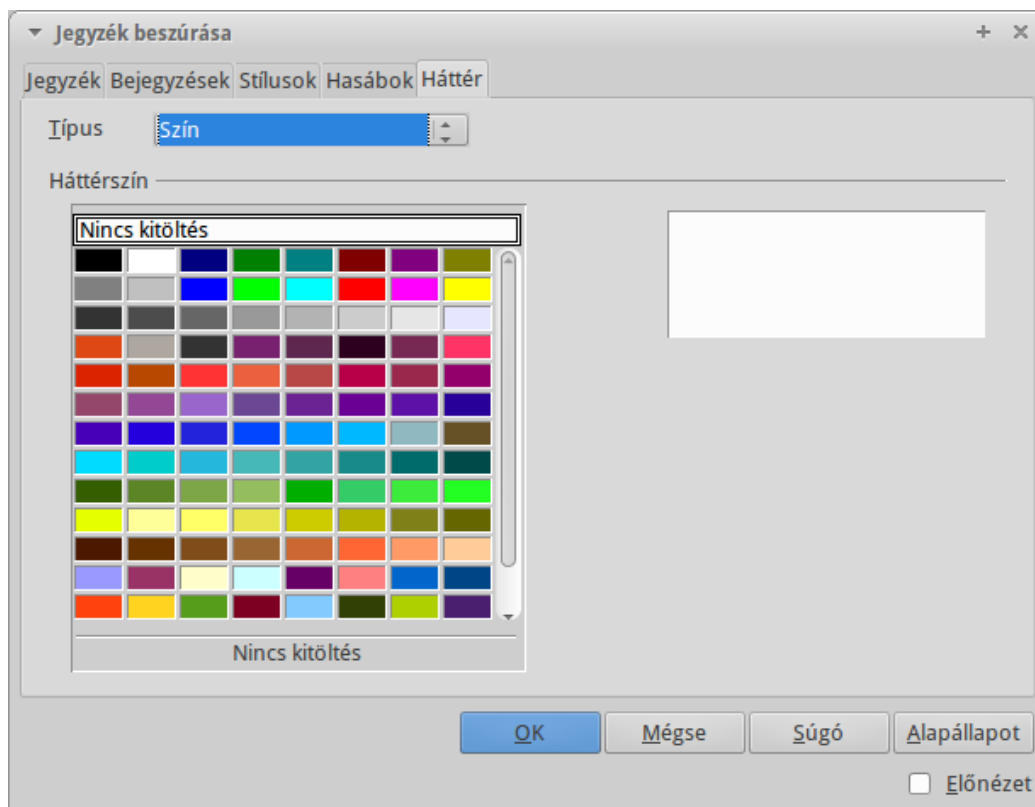 Jegyzék beszúrása
Jegyzék Bejegyzések Stílusok Hasábok Háttér
Típus Szín
Háttérszín
Nincs kitöltés
Nincs kitöltés
OK Mégse Súgó Alapállapot
Előnézet